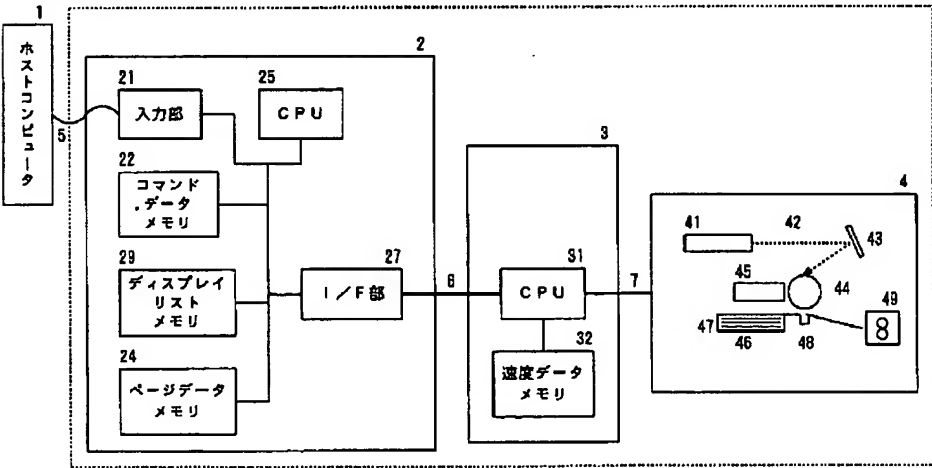 1
ホストコンピュータ
5
2
21
入力部
25
CPU
22
コマンド
.データ
メモリ
29
ディスプレイ
リスト
メモリ
24
ページデータ
メモリ
27
I/F部
6
3
31
CPU
32
速度データ
メモリ
7
4
41
42
43
45
44
47
46
48
49